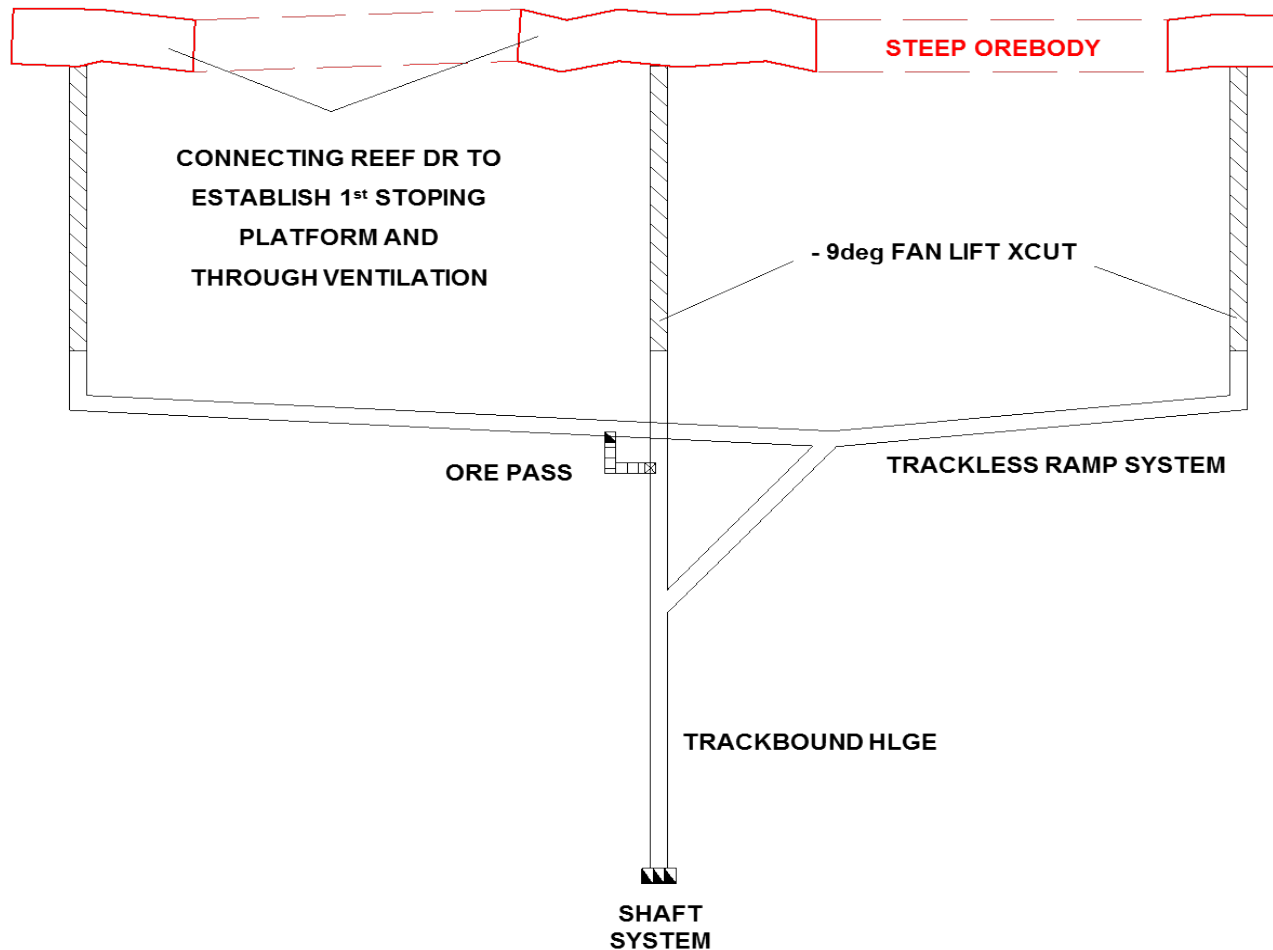 STEEP OREBODY
CONNECTING REEF DR TO
ESTABLISH 1st STOPING
PLATFORM AND
THROUGH VENTILATION
- 9deg FAN LIFT XCUT
ORE PASS
TRACKLESS RAMP SYSTEM
TRACKBOUND HLGE
SHAFT
SYSTEM